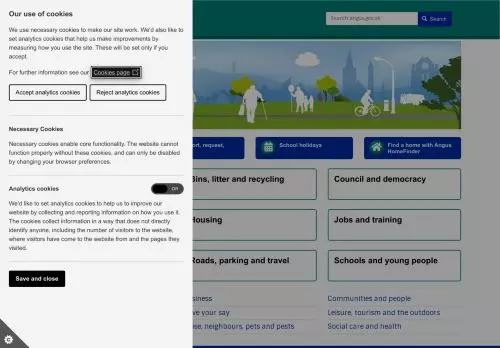 Our use of cookies
We use necessary cookies to make our site work. We'd also like to
set analytics cookies that help us make improvements by
measuring how you use the site. These will be set only if you
accept.
For further information see our Cookies page
Accept analytics cookies
Reject analytics cookies
Necessary Cookies
Necessary cookies enable core functionality. The website cannot
function properly without these cookies, and can only be disabled
by changing your browser preferences.
Analytics cookies
Off
We'd like to set analytics cookies to help us to improve our
website by collecting and reporting information on how you use it.
The cookies collect information in a way that does not directly
identify anyone, including the number of visitors to the website,
where visitors have come to the website from and the pages they
visited.
Save and close
Search angus.gov.uk
Search
request,
School holidays
Find a home with Angus
HomeFinder
Bins, litter and recycling
Council and democracy
Housing
Jobs and training
Roads, parking and travel
Schools and young people
Communities and people
your say
Leisure, tourism and the outdoors
neighbours, pets and pests
Social care and health